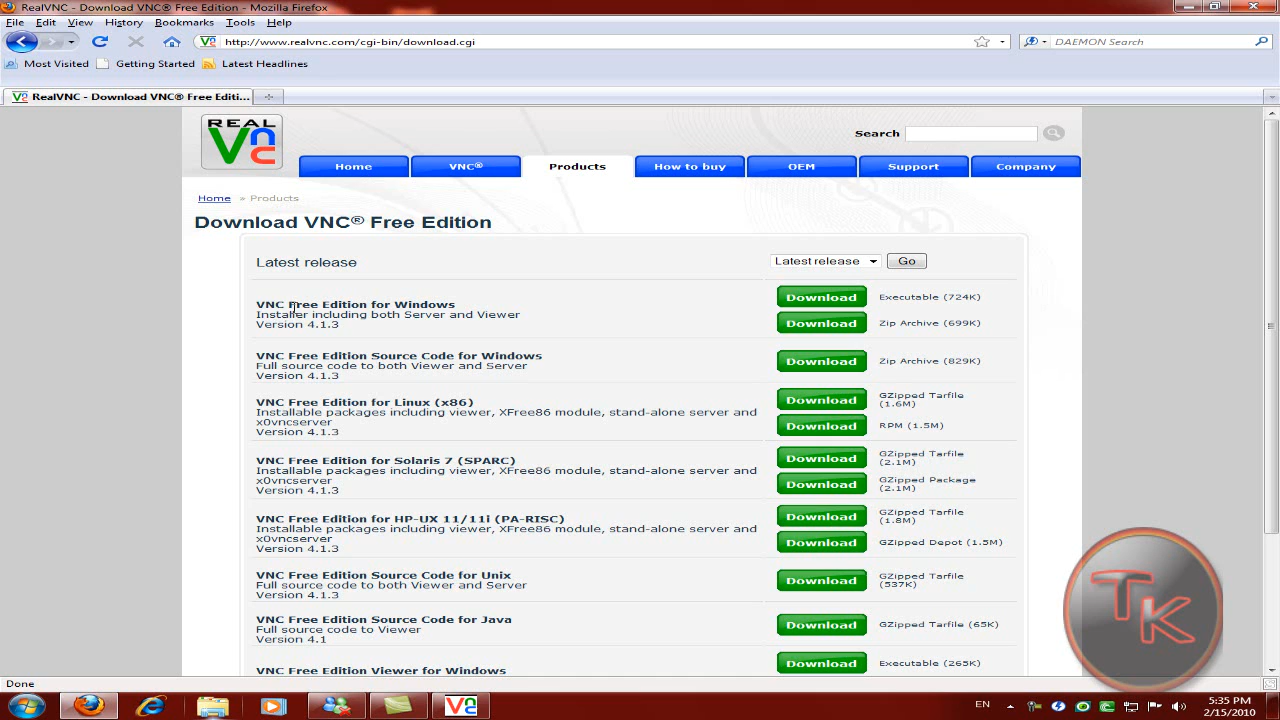 RealVNC - Download VNC® Free Edition - Mozilla Firefox
File Edit View History Bookmarks Tools Help
http://www.realvnc.com/cgi-bin/download.cgi
DAEMON Search
Most Visited Getting Started Latest Headlines
RealVNC - Download VNC® Free Editi...
REAL
VNC
Search
Home VNC® Products How to buy OEM Support Company
Home » Products
Download VNC® Free Edition
Latest release
Latest release Go
VNC Free Edition for Windows
Installer including both Server and Viewer
Version 4.1.3
Download Executable (724K)
Download Zip Archive (699K)
VNC Free Edition Source Code for Windows
Full source code to both Viewer and Server
Version 4.1.3
Download Zip Archive (829K)
VNC Free Edition for Linux (x86)
Installable packages including viewer, XFree86 module, stand-alone server and
x0vncserver
Version 4.1.3
Download GZipped Tarfile
(1.6M)
Download RPM (1.5M)
VNC Free Edition for Solaris 7 (SPARC)
Installable packages including viewer, XFree86 module, stand-alone server and
x0vncserver
Version 4.1.3
Download GZipped Tarfile
(2.1M)
Download GZipped Package
(2.1M)
VNC Free Edition for HP-UX 11/11i (PA-RISC)
Installable packages including viewer, XFree86 module, stand-alone server and
x0vncserver
Version 4.1.3
Download GZipped Tarfile
(1.8M)
Download GZipped Depot (1.5M)
VNC Free Edition Source Code for Unix
Full source code to both Viewer and Server
Version 4.1.3
Download GZipped Tarfile
(537K)
VNC Free Edition Source Code for Java
Full source code to Viewer
Version 4.1
Download GZipped Tarfile (65K)
VNC Free Edition Viewer for Windows
Download Executable (265K)
TK
Done
EN
5:35 PM
2/15/2010